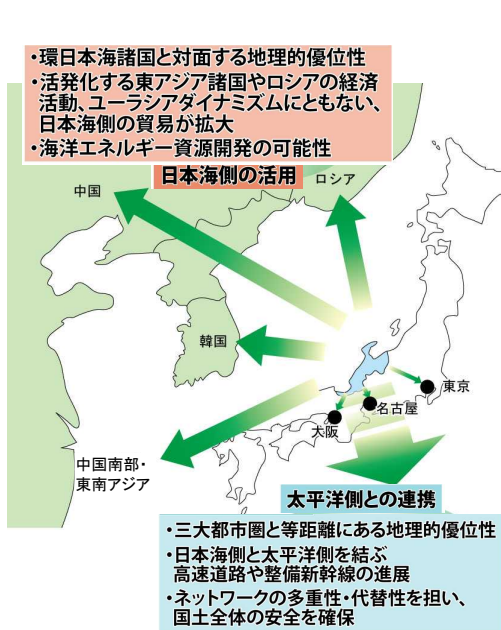 ・環日本海諸国と対面する地理的優位性
・活発化する東アジア諸国やロシアの経済
活動、ユーラシアダイナミズムにともない、
日本海側の貿易が拡大
・海洋エネルギー資源開発の可能性
日本海側の活用
ロシア
中国
韓国
東京
名古屋
大阪
中国南部・
東南アジア
太平洋側との連携
・三大都市圏と等距離にある地理的優位性
・日本海側と太平洋側を結ぶ
高速道路や整備新幹線の進展
・ネットワークの多重性・代替性を担い、
国土全体の安全を確保